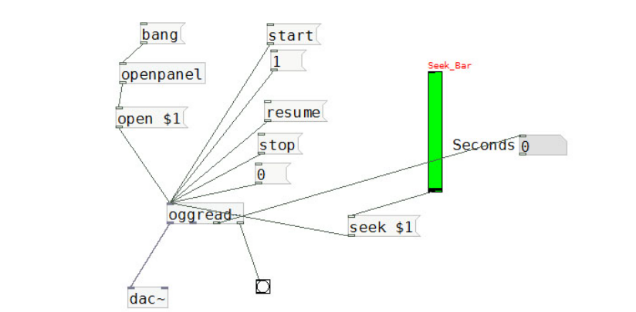 bang
start
1
Seek_Bar
openpanel
open $1
resume
stop
Seconds 0
0
oggread
seek $1
dac~